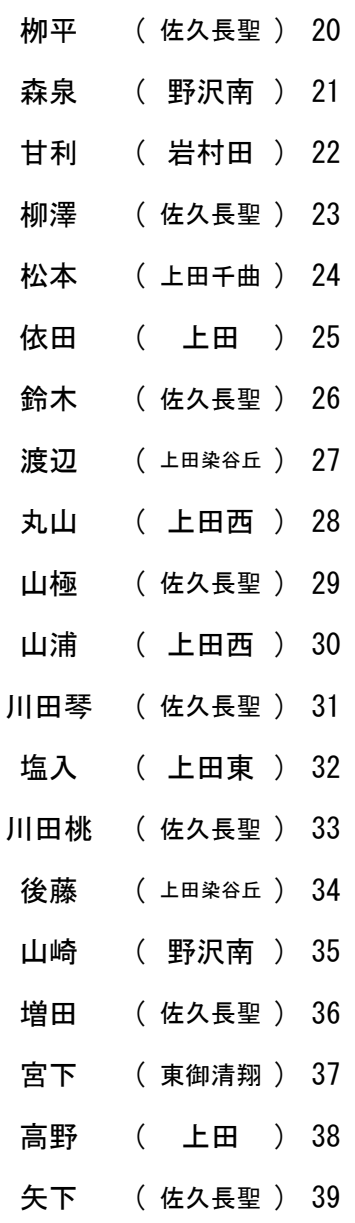 栁平 ( 佐久長聖 ) 20
森泉 ( 野沢南 ) 21
甘利 ( 岩村田 ) 22
柳澤 ( 佐久長聖 ) 23
松本 ( 上田千曲 ) 24
依田 ( 上田 ) 25
鈴木 ( 佐久長聖 ) 26
渡辺 ( 上田染谷丘 ) 27
丸山 ( 上田西 ) 28
山極 ( 佐久長聖 ) 29
山浦 ( 上田西 ) 30
川田琴 ( 佐久長聖 ) 31
塩入 ( 上田東 ) 32
川田桃 ( 佐久長聖 ) 33
後藤 ( 上田染谷丘 ) 34
山崎 ( 野沢南 ) 35
増田 ( 佐久長聖 ) 36
宮下 ( 東御清翔 ) 37
高野 ( 上田 ) 38
矢下 ( 佐久長聖 ) 39